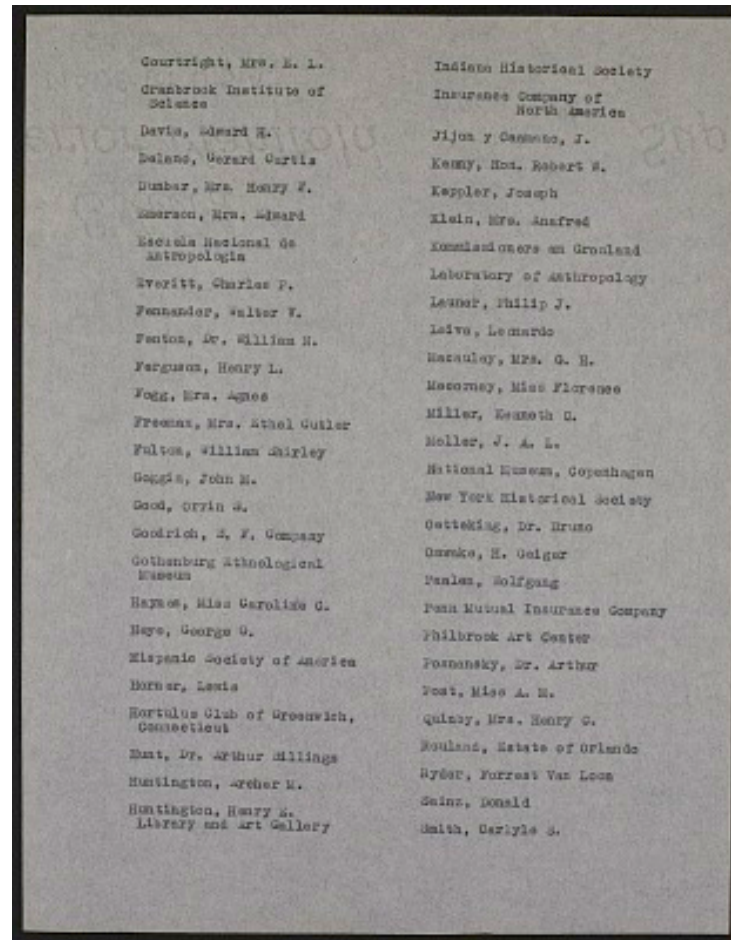 Courtright, Mrs. E. L.
Cranbrook Institute of
Science
Davis, Edward H.
Delano, Gerard Curtis
Dunbar, Mrs. Henry F.
Emerson, Mrs. Edward
Escuela Nacional de
Antropologia
Everitt, Charles P.
Fennander, Walter F.
Fenton, Dr. William N.
Ferguson, Henry L.
Fogg, Mrs. Agnes
Freeman, Mrs. Ethel Cutler
Fulton, William Shirley
Goggin, John M.
Good, Orrin S.
Goodrich, B. F. Company
Gothenburg Ethnological
Museum
Haynes, Miss Caroline C.
Heye, George G.
Hispanic Society of America
Horner, Lewis
Hortulus Club of Greenwich,
Connecticut
Hunt, Dr. Arthur Billings
Huntington, Archer M.
Huntington, Henry E.
Library and Art Gallery
Indiana Historical Society
Insurance Company of
North America
Jijon y Caamano, J.
Kenny, Hon. Robert W.
Keppler, Joseph
Klein, Mrs. Anafred
Kommissioners om Gronland
Laboratory of Anthropology
Launer, Philip J.
Leiva, Leonardo
Macauley, Mrs. G. H.
Miss Florence
Miller, Kenneth C.
Moller, J. A. L.
National Museum, Copenhagen
New York Historical Society
Oetteking, Dr. Bruno
Omwake, H. Geiger
Paalen, Wolfgang
Penn Mutual Insurance Company
Philbrook Art Center
Posnansky, Dr. Arthur
Post, Miss A. H.
Quinby, Mrs. Henry C.
Rouland, Estate of Orlando
Ryder, Forrest Van Loon
Sainz, Donald
Smith, Carlyle S.